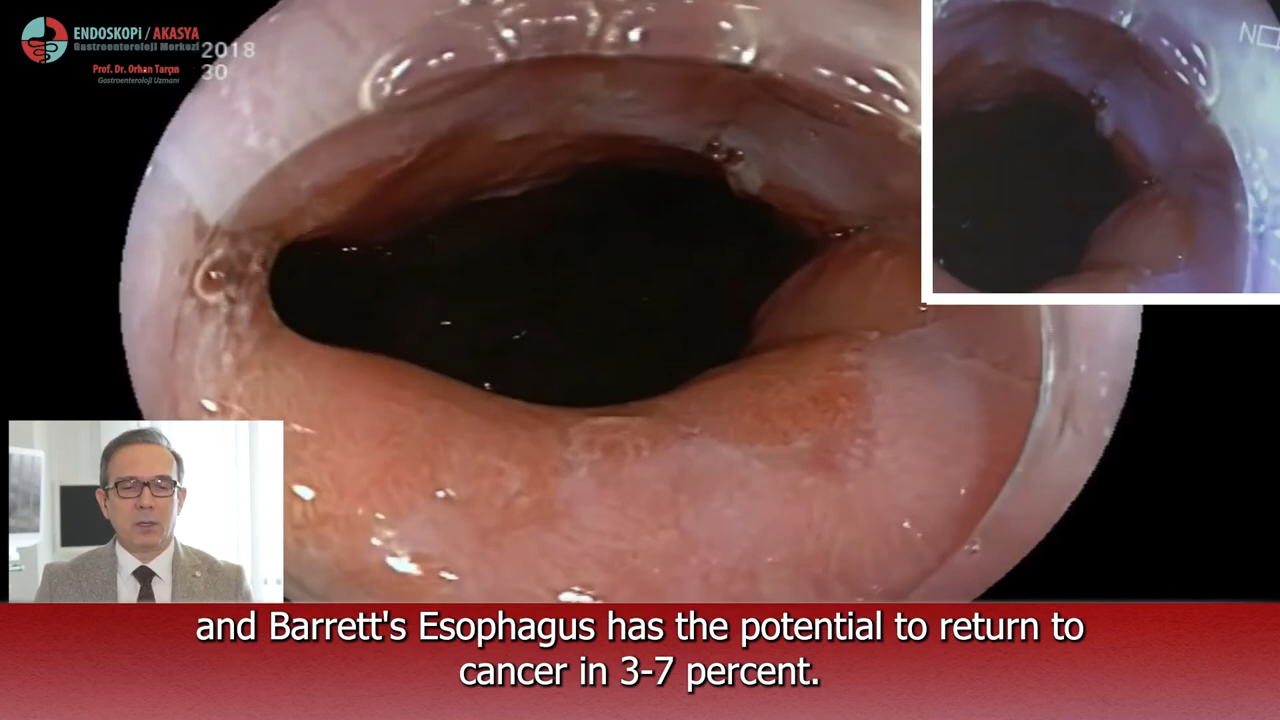 ENDOSKOPİ / AKASYA
Gastroenteroloji Merkezi
Prof. Dr. Orhan Tarçın
Gastroenteroloji Uzmanı
2018
30
and Barrett's Esophagus has the potential to return to
cancer in 3-7 percent.